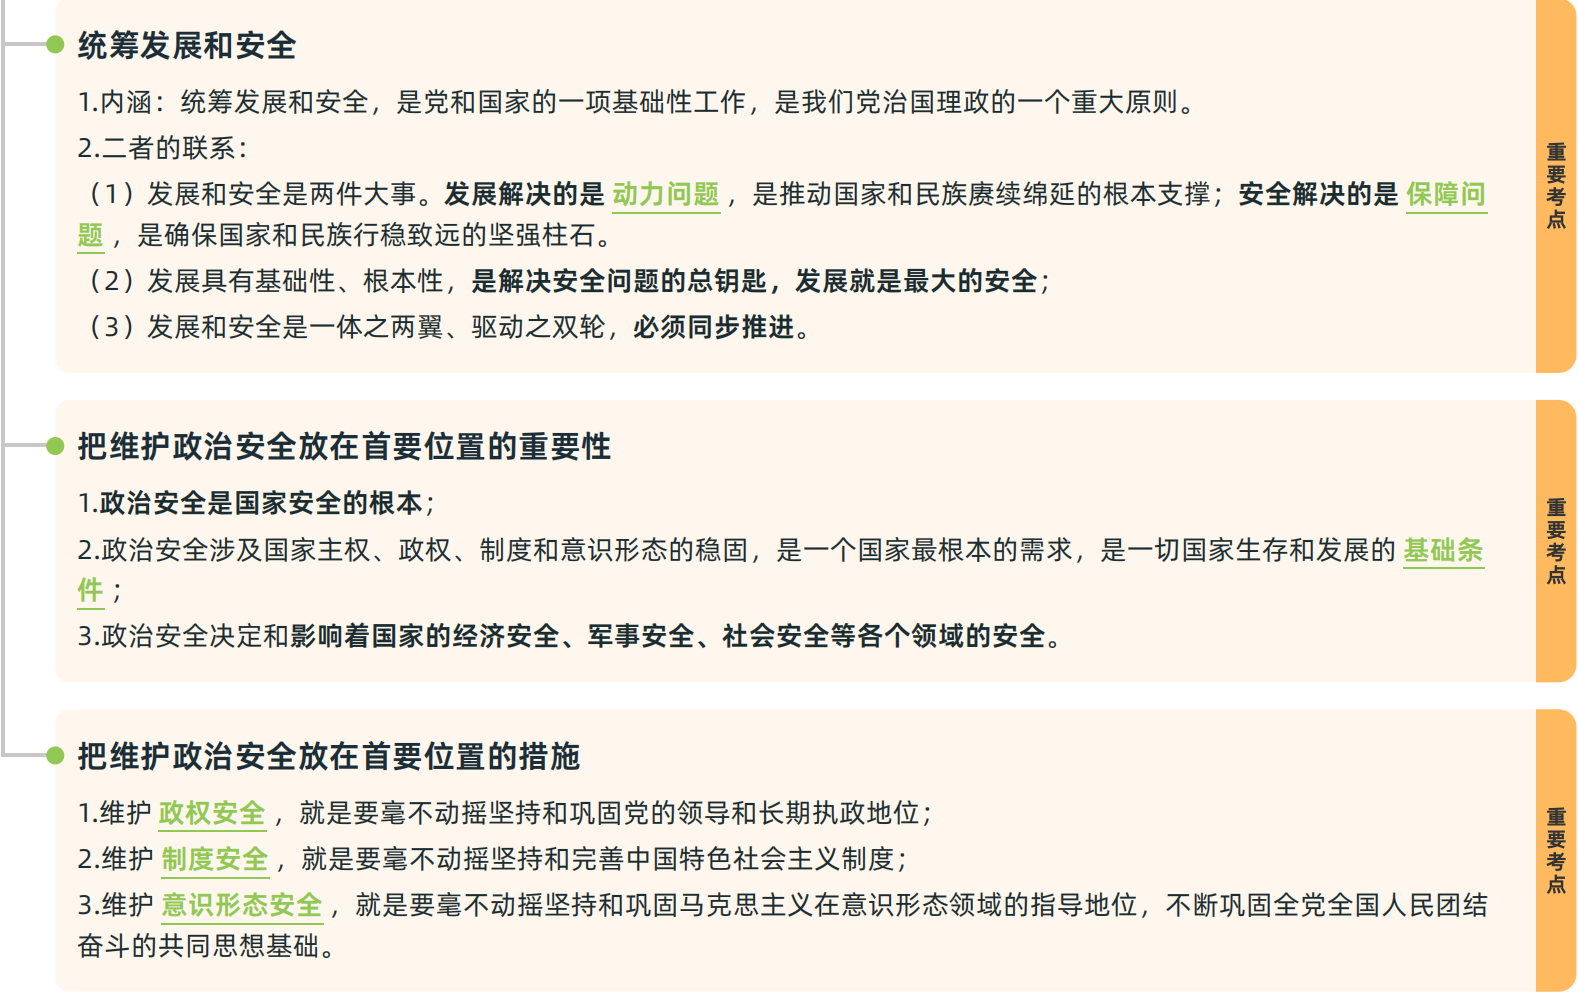 统筹发展和安全
1.内涵：统筹发展和安全，是党和国家的一项基础性工作，是我们党治国理政的一个重大原则。
2.二者的联系：
（1）发展和安全是两件大事。发展解决的是 动力问题 ，是推动国家和民族赓续绵延的根本支撑；安全解决的是 保障问
题 ，是确保国家和民族行稳致远的坚强柱石。
（2）发展具有基础性、根本性，是解决安全问题的总钥匙，发展就是最大的安全；
（3）发展和安全是一体之两翼、驱动之双轮，必须同步推进。
重要考点
把维护政治安全放在首要位置的重要性
1.政治安全是国家安全的根本；
2.政治安全涉及国家主权、政权、制度和意识形态的稳固，是一个国家最根本的需求，是一切国家生存和发展的 基础条
件 ；
3.政治安全决定和影响着国家的经济安全、军事安全、社会安全等各个领域的安全。
重要考点
把维护政治安全放在首要位置的措施
1.维护 政权安全 ，就是要毫不动摇坚持和巩固党的领导和长期执政地位；
2.维护 制度安全 ，就是要毫不动摇坚持和完善中国特色社会主义制度；
3.维护 意识形态安全 ，就是要毫不动摇坚持和巩固马克思主义在意识形态领域的指导地位，不断巩固全党全国人民团结
奋斗的共同思想基础。
重要考点